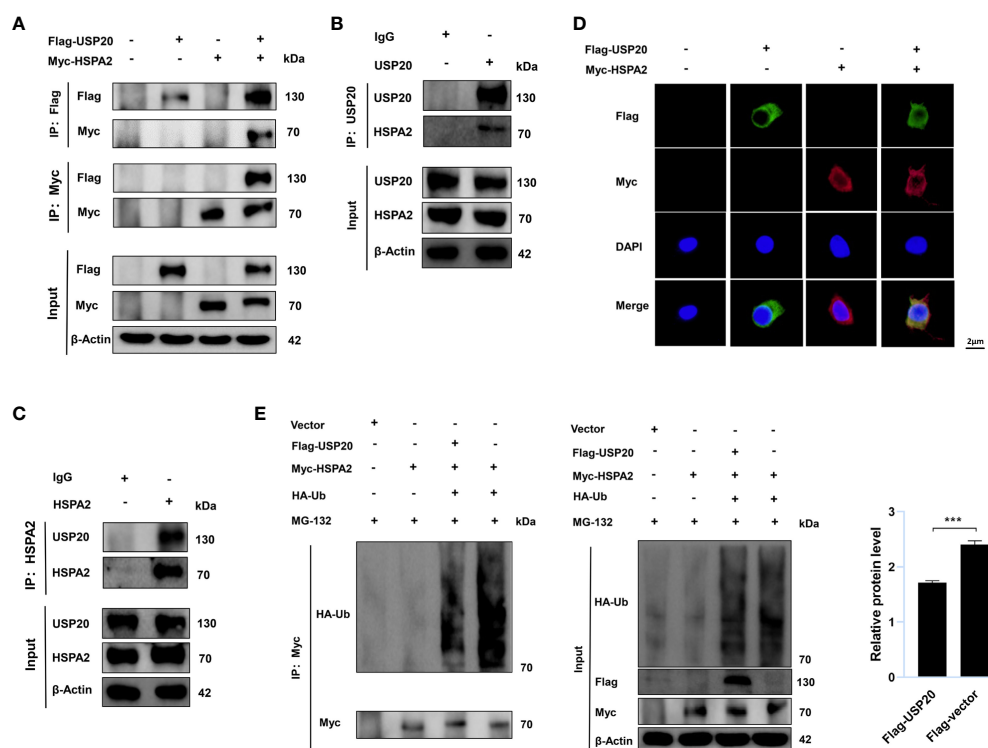 A
Flag-USP20 - + - +
Myc-HSPA2 - - + + kDa
IP: Flag
Flag 130
Myc 70
IP: Myc
Flag 130
Myc 70
Input
Flag 130
Myc 70
β-Actin 42
B
IgG + -
USP20 - + kDa
IP: USP20
USP20 130
HSPA2 70
Input
USP20 130
HSPA2 70
β-Actin 42
D
Flag-USP20 - + - +
Myc-HSPA2 - - + +
Flag
Myc
DAPI
Merge
2μm
C
IgG + -
HSPA2 - + kDa
IP: HSPA2
USP20 130
HSPA2 70
Input
USP20 130
HSPA2 70
β-Actin 42
E
Vector + - - -
Flag-USP20 - - + -
Myc-HSPA2 - + + +
HA-Ub - - + +
MG-132 + + + + kDa
IP: Myc
HA-Ub
70
Myc 70
Vector + - - -
Flag-USP20 - - + -
Myc-HSPA2 - + + +
HA-Ub - - + +
MG-132 + + + + kDa
Input
HA-Ub
70
Flag 130
Myc 70
β-Actin 42
Relative protein level
3
2
1
0
***
Flag-USP20
Flag-vector